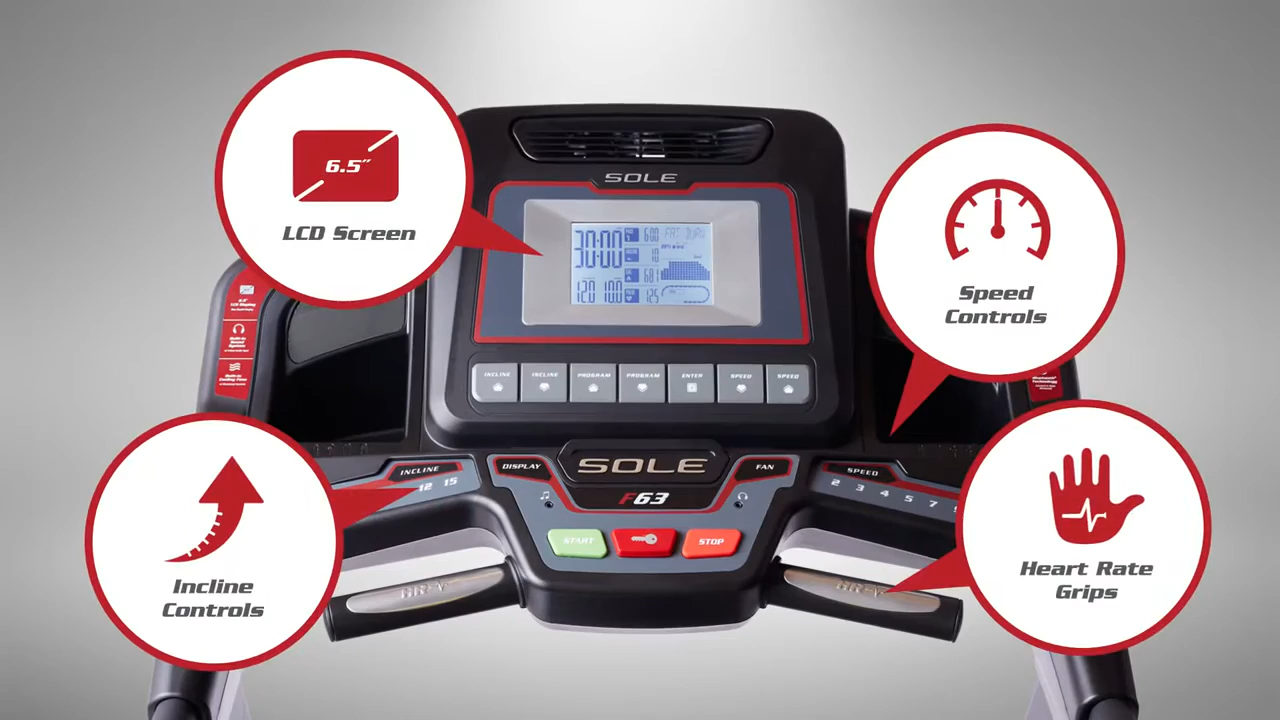 6.5"
LCD Screen
SOLE
30:00
Speed
Controls
INCLINE
INCLINE
PROGRAM
PROGRAM
ENTER
SPEED
SPEED
INCLINE
12 15
DISPLAY
SOLE
FAN
SPEED
2 3 4 5 7
F63
START
STOP
Incline
Controls
Heart Rate
Grips